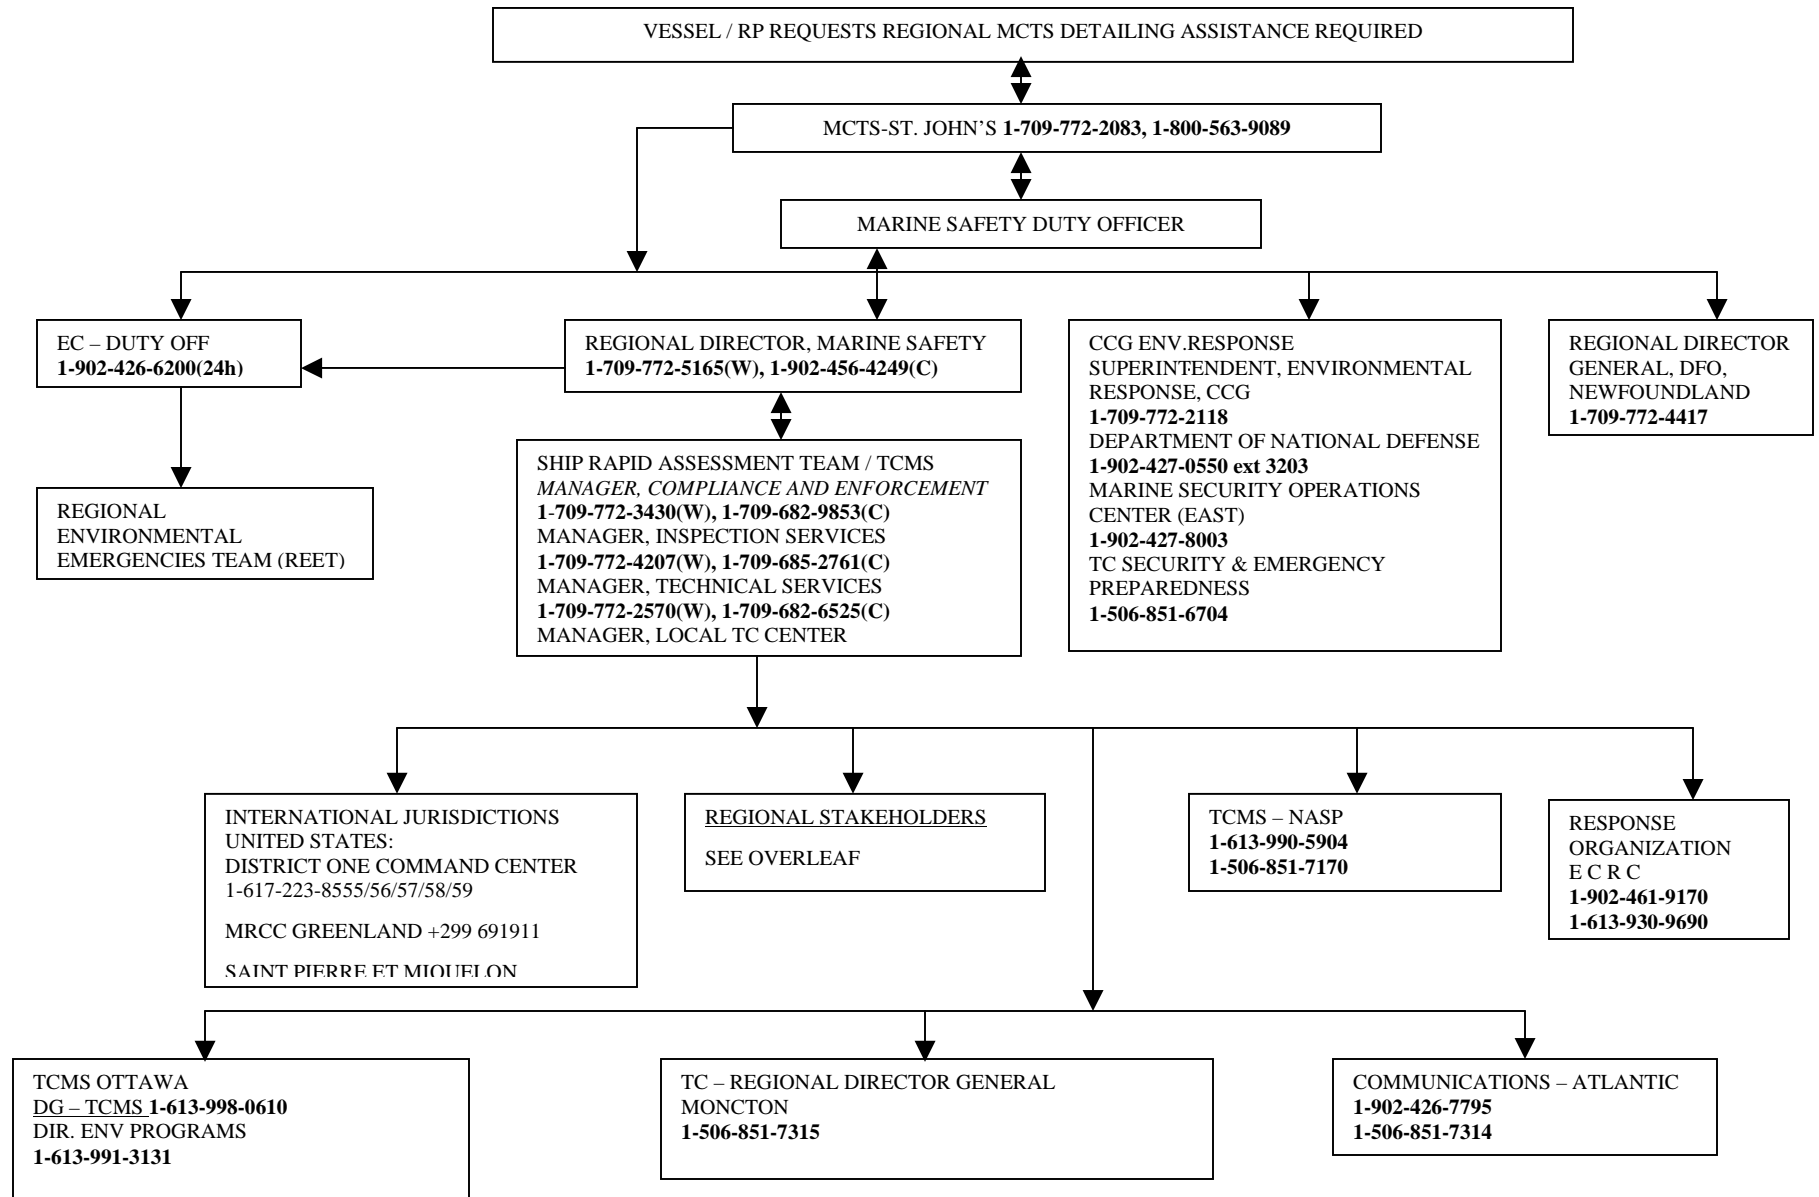 VESSEL / RP REQUESTS REGIONAL MCTS DETAILING ASSISTANCE REQUIRED
MCTS-ST. JOHN'S 1-709-772-2083, 1-800-563-9089
MARINE SAFETY DUTY OFFICER
EC – DUTY OFF
1-902-426-6200(24h)
REGIONAL DIRECTOR, MARINE SAFETY
1-709-772-5165(W), 1-902-456-4249(C)
CCG ENV.RESPONSE
SUPERINTENDENT, ENVIRONMENTAL
RESPONSE, CCG
1-709-772-2118
DEPARTMENT OF NATIONAL DEFENSE
1-902-427-0550 ext 3203
MARINE SECURITY OPERATIONS
CENTER (EAST)
1-902-427-8003
TC SECURITY & EMERGENCY
PREPAREDNESS
1-506-851-6704
REGIONAL DIRECTOR
GENERAL, DFO,
NEWFOUNDLAND
1-709-772-4417
REGIONAL
ENVIRONMENTAL
EMERGENCIES TEAM (REET)
SHIP RAPID ASSESSMENT TEAM / TCMS
MANAGER, COMPLIANCE AND ENFORCEMENT
1-709-772-3430(W), 1-709-682-9853(C)
MANAGER, INSPECTION SERVICES
1-709-772-4207(W), 1-709-685-2761(C)
MANAGER, TECHNICAL SERVICES
1-709-772-2570(W), 1-709-682-6525(C)
MANAGER, LOCAL TC CENTER
INTERNATIONAL JURISDICTIONS
UNITED STATES:
DISTRICT ONE COMMAND CENTER
1-617-223-8555/56/57/58/59
MRCC GREENLAND +299 691911
SAINT PIERRE ET MIQUELON
REGIONAL STAKEHOLDERS
SEE OVERLEAF
TCMS – NASP
1-613-990-5904
1-506-851-7170
RESPONSE
ORGANIZATION
E C R C
1-902-461-9170
1-613-930-9690
TCMS OTTAWA
DG – TCMS 1-613-998-0610
DIR. ENV PROGRAMS
1-613-991-3131
TC – REGIONAL DIRECTOR GENERAL
MONCTON
1-506-851-7315
COMMUNICATIONS – ATLANTIC
1-902-426-7795
1-506-851-7314